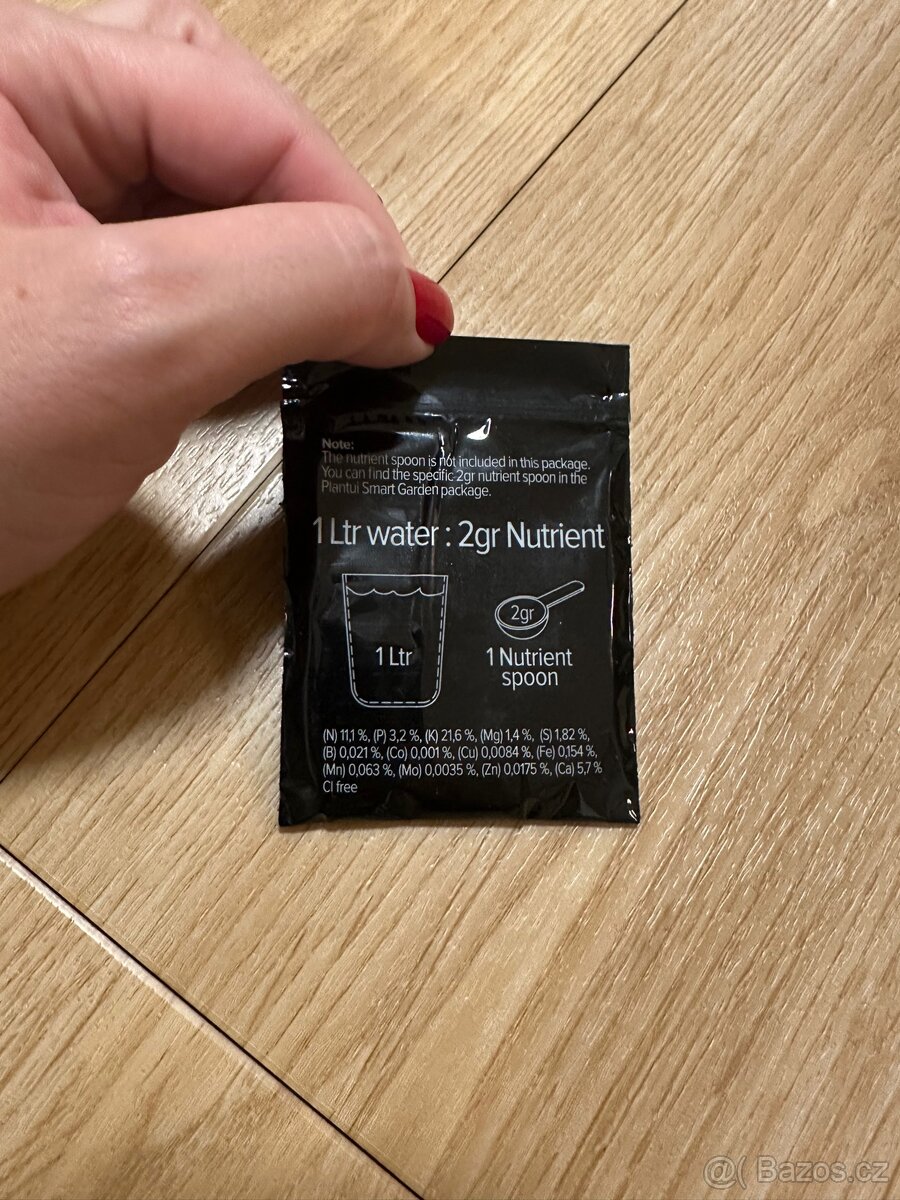 Note:
The nutrient spoon is not included in this package.
You can find the specific 2gr nutrient spoon in the
Plantui Smart Garden package.
1 Ltr water : 2gr Nutrient
2gr
1 Ltr
1 Nutrient
spoon
(N) 11,1 %, (P) 3,2 %, (K) 21,6 %, (Mg) 1,4 %, (S) 1,82 %,
(B) 0,021 %, (Co) 0,001 %, (Cu) 0,0084 %, (Fe) 0,154 %,
(Mn) 0,063 %, (Mo) 0,0035 %, (Zn) 0,0175 %, (Ca) 5,7 %
Cl free
@( Bazos.cz